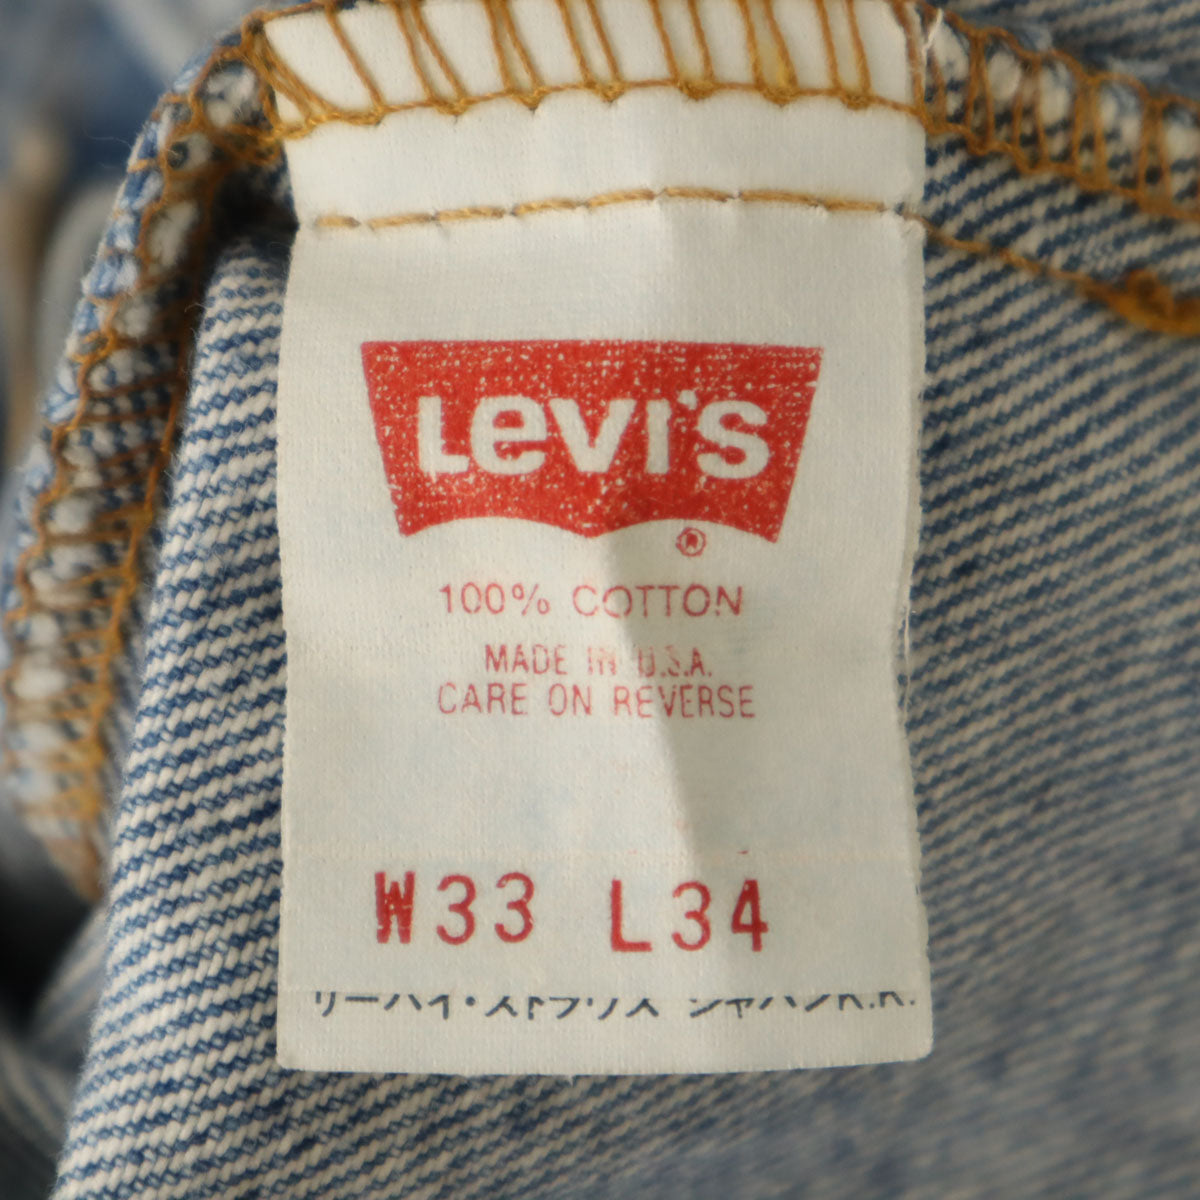 Levi's
®
100% COTTON
MADE IN U.S.A.
CARE ON REVERSE
W33 L34
リーバイ・ストラウス ジャパンK.K.